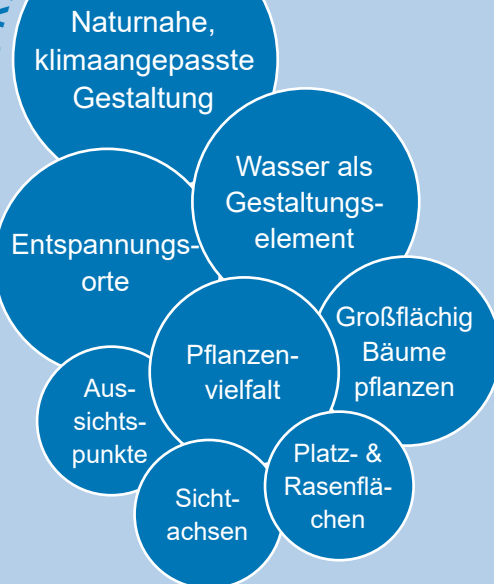 Naturnahe,
klimaangepasste
Gestaltung
Wasser als
Gestaltungs-
element
Entspannungs-
orte
Großflächig
Bäume
pflanzen
Pflanzen-
vielfalt
Aus-
sichts-
punkte
Platz- &
Rasenflä-
chen
Sicht-
achsen